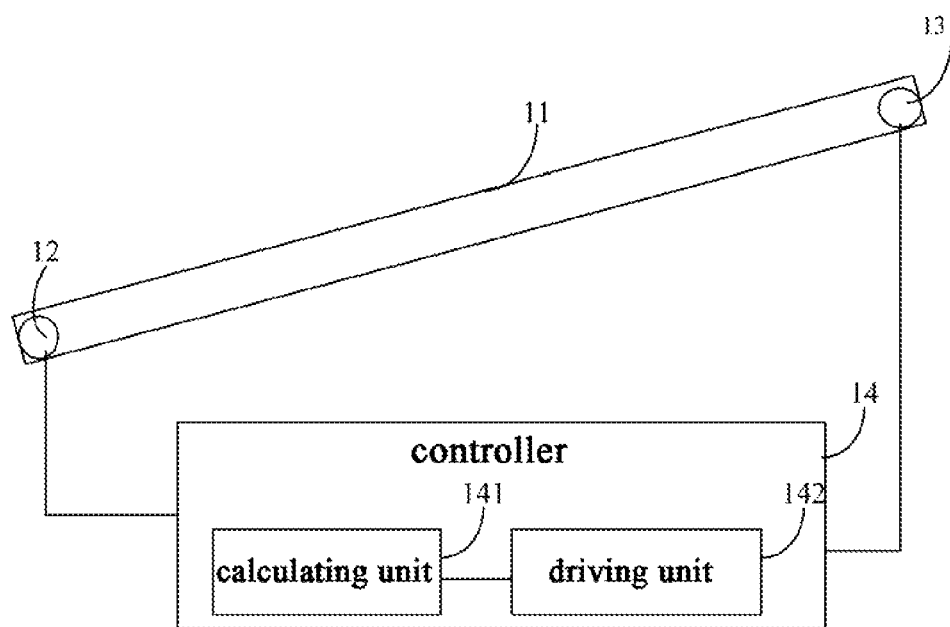 13
11
12
14
controller
141
142
calculating unit
driving unit